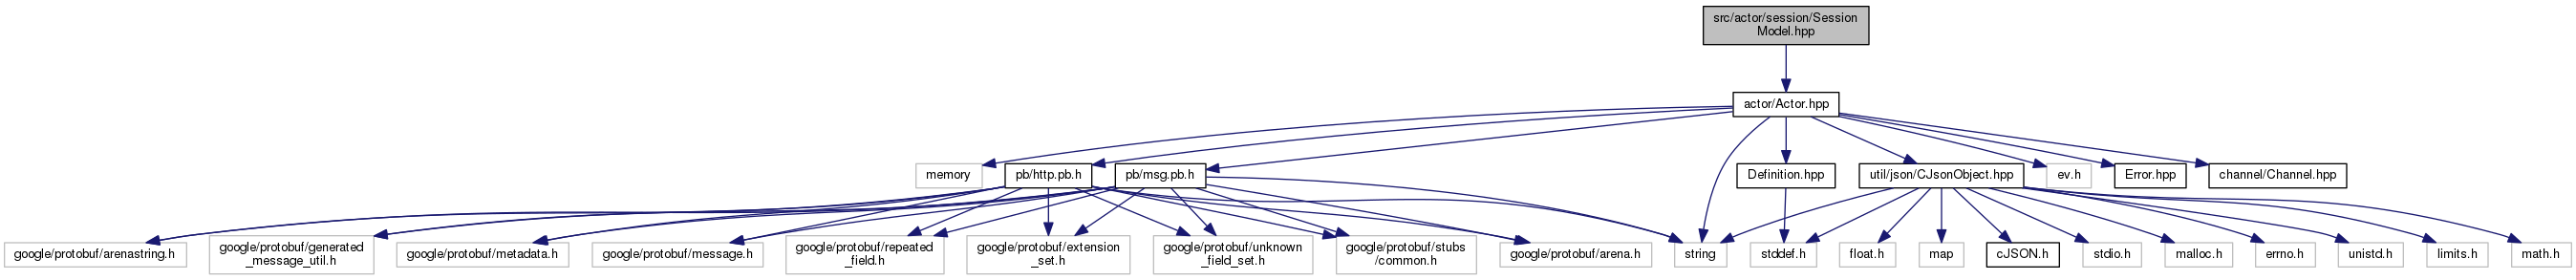 src/actor/session/Session
Model.hpp
actor/Actor.hpp
memory
pb/http.pb.h
pb/msg.pb.h
Definition.hpp
util/json/CJsonObject.hpp
ev.h
Error.hpp
channel/Channel.hpp
google/protobuf/arenastring.h
google/protobuf/generated
_message_util.h
google/protobuf/metadata.h
google/protobuf/message.h
google/protobuf/repeated
_field.h
google/protobuf/extension
_set.h
google/protobuf/unknown
_field_set.h
google/protobuf/stubs
/common.h
google/protobuf/arena.h
string
stddef.h
float.h
map
cJSON.h
stdio.h
malloc.h
errno.h
unistd.h
limits.h
math.h